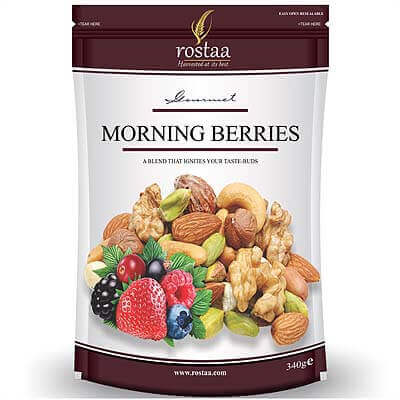 EASY OPEN RESEALABLE
<TEAR HERE
TEAR HERE>
rostaa
Harvested at its best
Gourmet
MORNING BERRIES
A BLEND THAT IGNITES YOUR TASTE-BUDS
www.rostaa.com
340g℮